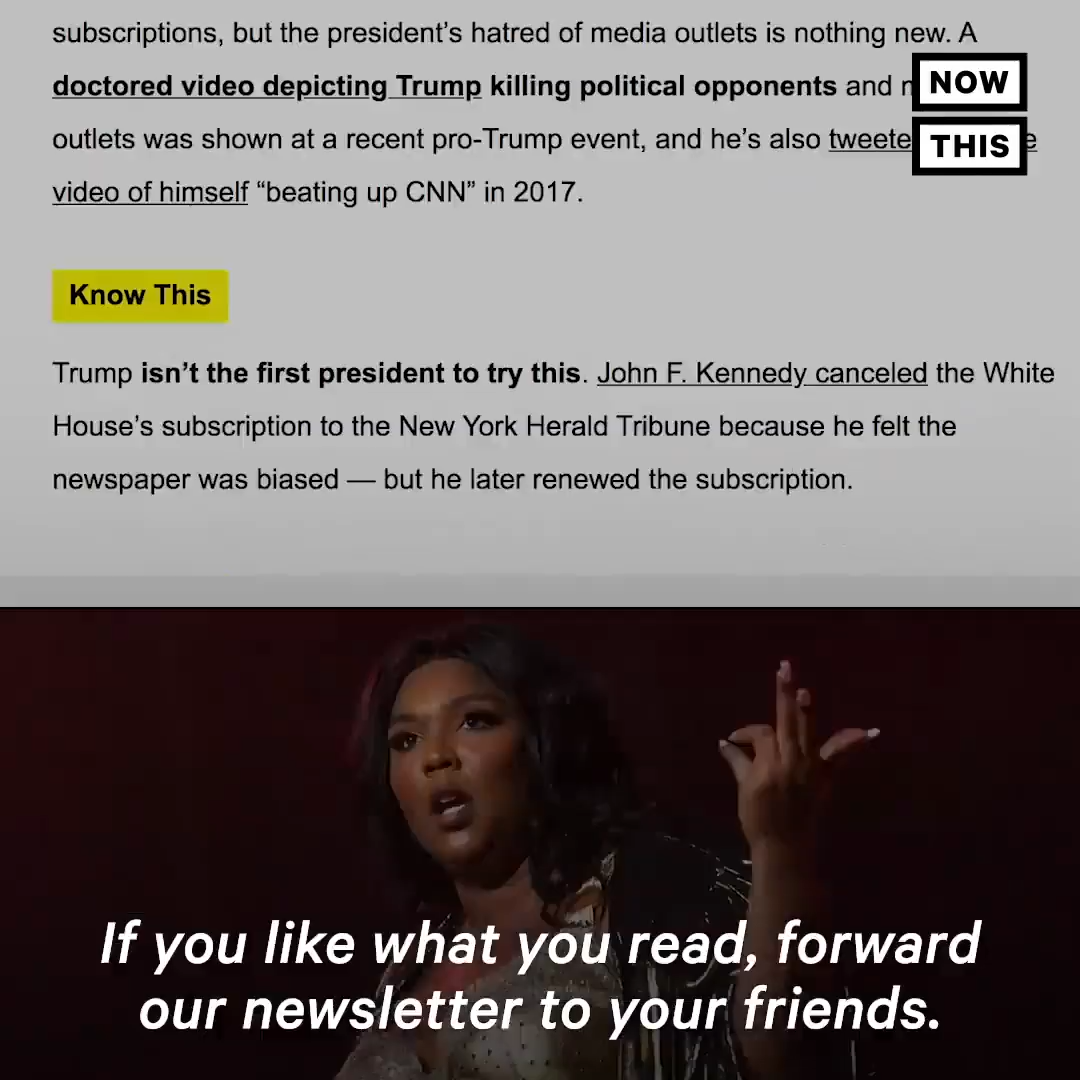 subscriptions, but the president’s hatred of media outlets is nothing new. A
doctored video depicting Trump killing political opponents and
NOW
outlets was shown at a recent pro-Trump event, and he’s also
THIS
video of himself “beating up CNN” in 2017.
Know This
Trump isn’t the first president to try this. John F. Kennedy canceled the White
House’s subscription to the New York Herald Tribune because he felt the
newspaper was biased — but he later renewed the subscription.
If you like what you read, forward
our newsletter to your friends.